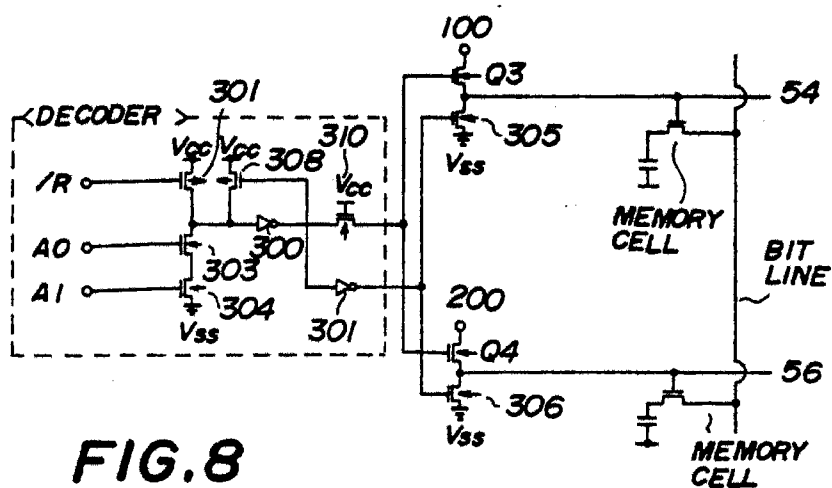 100
Q3
54
305
Vss
DECODER
301
310
Vcc
Vcc
308
Vcc
/R
300
A0
303
A1
304
Vss
301
MEMORY
CELL
BIT
LINE
200
Q4
56
306
Vss
MEMORY
CELL
FIG.8